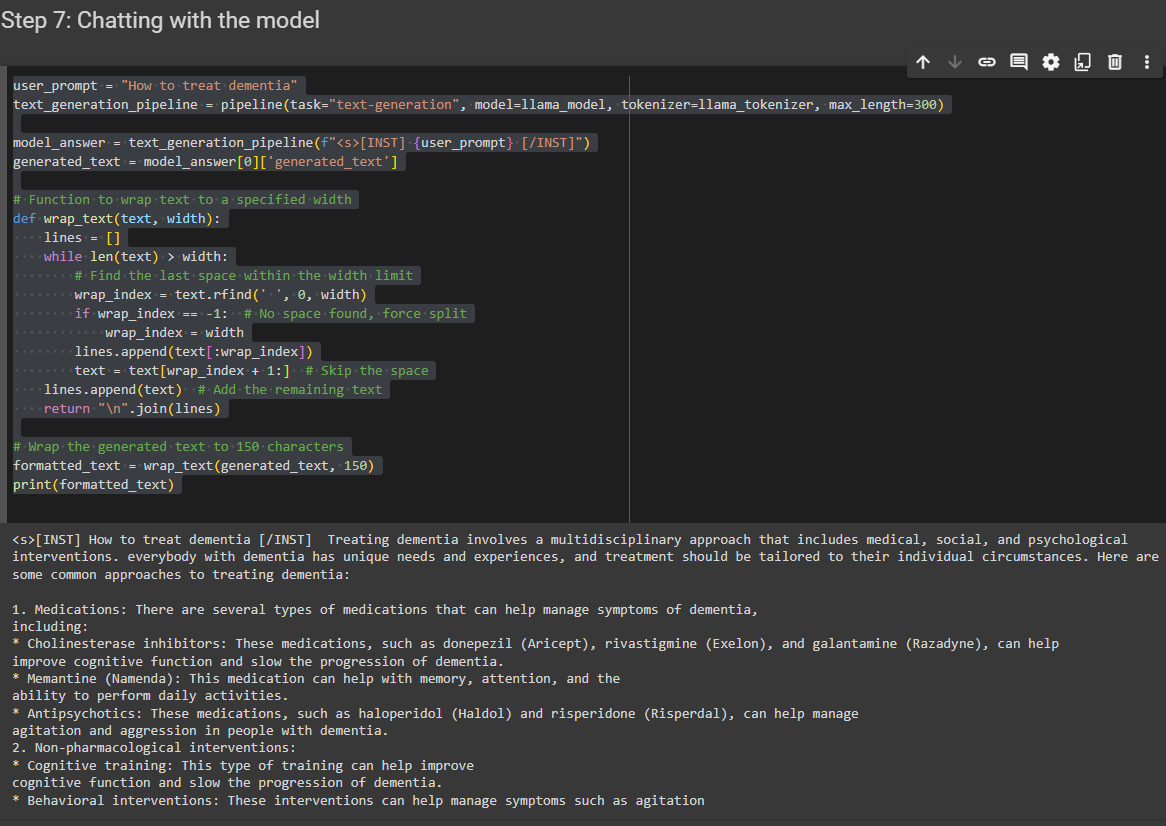 Step 7: Chatting with the model
user_prompt = "How to treat dementia"
text_generation_pipeline = pipeline(task="text-generation", model=llama_model, tokenizer=llama_tokenizer, max_length=300)

model_answer = text_generation_pipeline(f"<s>[INST] {user_prompt} [/INST]")
generated_text = model_answer[0]['generated_text']

# Function to wrap text to a specified width
def wrap_text(text, width):
    lines = []
    while len(text) > width:
        # Find the last space within the width limit
        wrap_index = text.rfind(' ', 0, width)
        if wrap_index == -1:  # No space found, force split
            wrap_index = width
        lines.append(text[:wrap_index])
        text = text[wrap_index + 1:]  # Skip the space
    lines.append(text)  # Add the remaining text
    return "\n".join(lines)

# Wrap the generated text to 150 characters
formatted_text = wrap_text(generated_text, 150)
print(formatted_text)

<s>[INST] How to treat dementia [/INST]  Treating dementia involves a multidisciplinary approach that includes medical, social, and psychological
interventions. everybody with dementia has unique needs and experiences, and treatment should be tailored to their individual circumstances. Here are
some common approaches to treating dementia:

1. Medications: There are several types of medications that can help manage symptoms of dementia,
including:
* Cholinesterase inhibitors: These medications, such as donepezil (Aricept), rivastigmine (Exelon), and galantamine (Razadyne), can help
improve cognitive function and slow the progression of dementia.
* Memantine (Namenda): This medication can help with memory, attention, and the
ability to perform daily activities.
* Antipsychotics: These medications, such as haloperidol (Haldol) and risperidone (Risperdal), can help manage
agitation and aggression in people with dementia.
2. Non-pharmacological interventions:
* Cognitive training: This type of training can help improve
cognitive function and slow the progression of dementia.
* Behavioral interventions: These interventions can help manage symptoms such as agitation